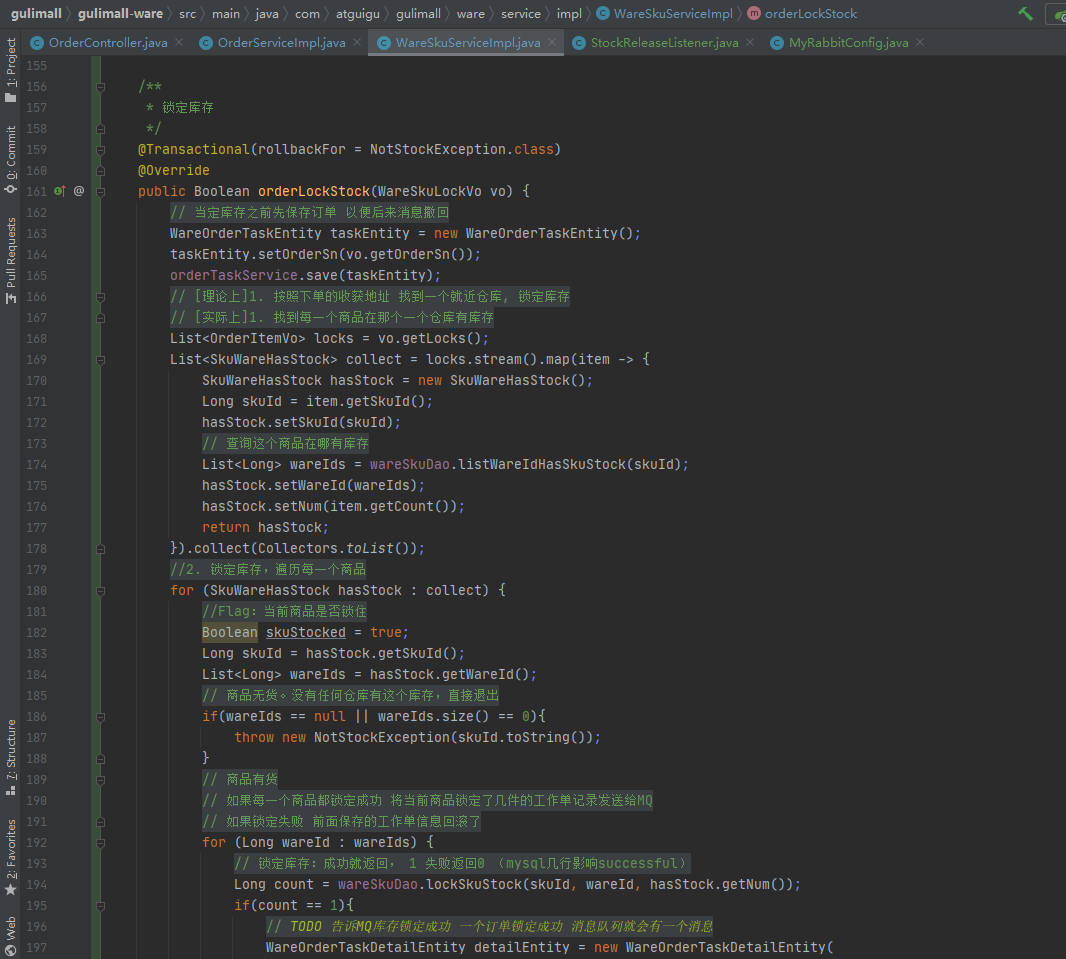 gulimall › gulimall-ware › src › main › java › com › atguigu › gulimall › ware › service › impl › WareSkuServiceImpl › orderLockStock
OrderController.java × OrderServiceImpl.java × WareSkuServiceImpl.java × StockReleaseListener.java × MyRabbitConfig.java ×
1: Project
0: Commit
Pull Requests
7: Structure
2: Favorites
Web
155
156 /**
157 * 锁定库存
158 */
159 @Transactional(rollbackFor = NotStockException.class)
160 @Override
161 @ public Boolean orderLockStock(WareSkuLockVo vo) {
162 // 当定库存之前先保存订单 以便后来消息撤回
163 WareOrderTaskEntity taskEntity = new WareOrderTaskEntity();
164 taskEntity.setOrderSn(vo.getOrderSn());
165 orderTaskService.save(taskEntity);
166 // [理论上]1. 按照下单的收获地址 找到一个就近仓库, 锁定库存
167 // [实际上]1. 找到每一个商品在那个一个仓库有库存
168 List<OrderItemVo> locks = vo.getLocks();
169 List<SkuWareHasStock> collect = locks.stream().map(item -> {
170 SkuWareHasStock hasStock = new SkuWareHasStock();
171 Long skuId = item.getSkuId();
172 hasStock.setSkuId(skuId);
173 // 查询这个商品在哪有库存
174 List<Long> wareIds = wareSkuDao.listWareIdHasSkuStock(skuId);
175 hasStock.setWareId(wareIds);
176 hasStock.setNum(item.getCount());
177 return hasStock;
178 }).collect(Collectors.toList());
179 //2. 锁定库存，遍历每一个商品
180 for (SkuWareHasStock hasStock : collect) {
181 //Flag：当前商品是否锁住
182 Boolean skuStocked = true;
183 Long skuId = hasStock.getSkuId();
184 List<Long> wareIds = hasStock.getWareId();
185 // 商品无货。没有任何仓库有这个库存，直接退出
186 if(wareIds == null || wareIds.size() == 0){
187 throw new NotStockException(skuId.toString());
188 }
189 // 商品有货
190 // 如果每一个商品都锁定成功 将当前商品锁定了几件的工作单记录发送给MQ
191 // 如果锁定失败 前面保存的工作单信息回滚了
192 for (Long wareId : wareIds) {
193 // 锁定库存：成功就返回， 1 失败返回0 （mysql几行影响successful）
194 Long count = wareSkuDao.lockSkuStock(skuId, wareId, hasStock.getNum());
195 if(count == 1){
196 // TODO 告诉MQ库存锁定成功 一个订单锁定成功 消息队列就会有一个消息
197 WareOrderTaskDetailEntity detailEntity = new WareOrderTaskDetailEntity(